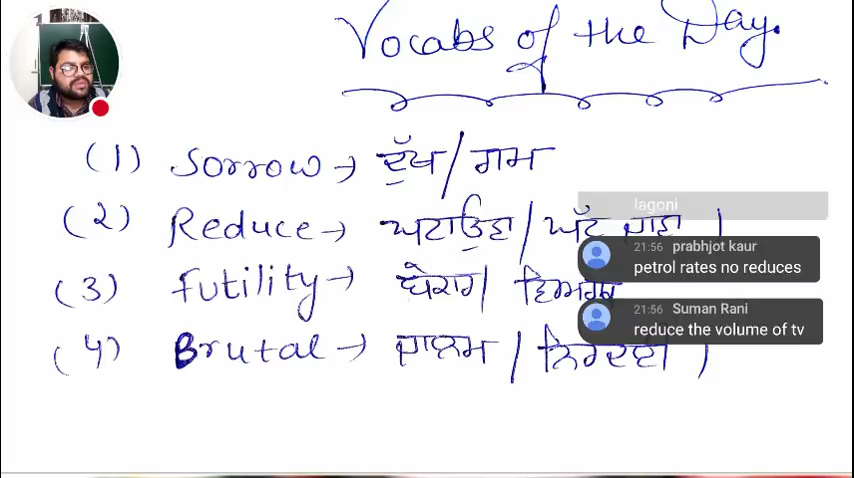 Vocabs of the Day.
(1) Sorrow → ਦੁੱਖ/ ਗਮ
lagoni
(2) Reduce → ਘਟਾਉਣਾ/ ਘੱਟ ਜਾਣਾ |
21:56 prabhjot kaur
petrol rates no reduces
(3) Futility → ਬੇਕਾਰ/
21:56 Suman Rani
reduce the volume of tv
(4) Brutal → ਜਾਲਮ / ਨਿਰਦਈ |